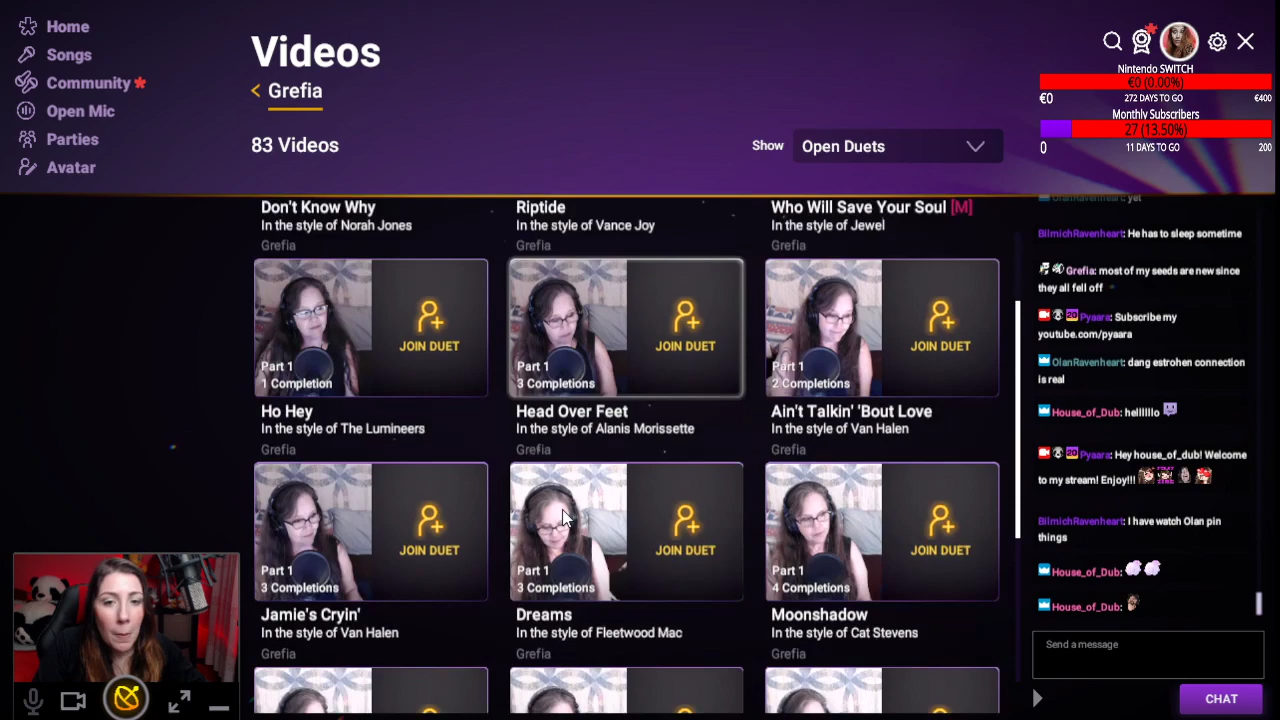 Home
Songs
Community *
Open Mic
Parties
Avatar
Videos
< Grefia
83 Videos
Show
Open Duets
Nintendo SWITCH
€0 (0.00%)
€0
272 DAYS TO GO
€400
Monthly Subscribers
27 (13.50%)
0
11 DAYS TO GO
200
Don't Know Why
In the style of Norah Jones
Grefia
Riptide
In the style of Vance Joy
Grefia
Who Will Save Your Soul [M]
In the style of Jewel
Grefia
JOIN DUET
Part 1
1 Completion
Ho Hey
In the style of The Lumineers
Grefia
JOIN DUET
Part 1
3 Completions
Head Over Feet
In the style of Alanis Morissette
Grefia
JOIN DUET
Part 1
2 Completions
Ain't Talkin' 'Bout Love
In the style of Van Halen
Grefia
JOIN DUET
Part 1
3 Completions
Jamie's Cryin'
In the style of Van Halen
Grefia
JOIN DUET
Part 1
3 Completions
Dreams
In the style of Fleetwood Mac
Grefia
JOIN DUET
Part 1
4 Completions
Moonshadow
In the style of Cat Stevens
Grefia
OlanRavenheart: yet
BilmichRavenheart: He has to sleep sometime
Grefia: most of my seeds are new since
they all fell off
20 Pyaara: Subscribe my
youtube.com/pyaara
OlanRavenheart: dang estrohen connection
is real
House_of_Dub: helllllo
20 Pyaara: Hey house_of_dub! Welcome
to my stream! Enjoy!!!
BilmichRavenheart: I have watch Olan pin
things
House_of_Dub:
House_of_Dub:
Send a message
CHAT